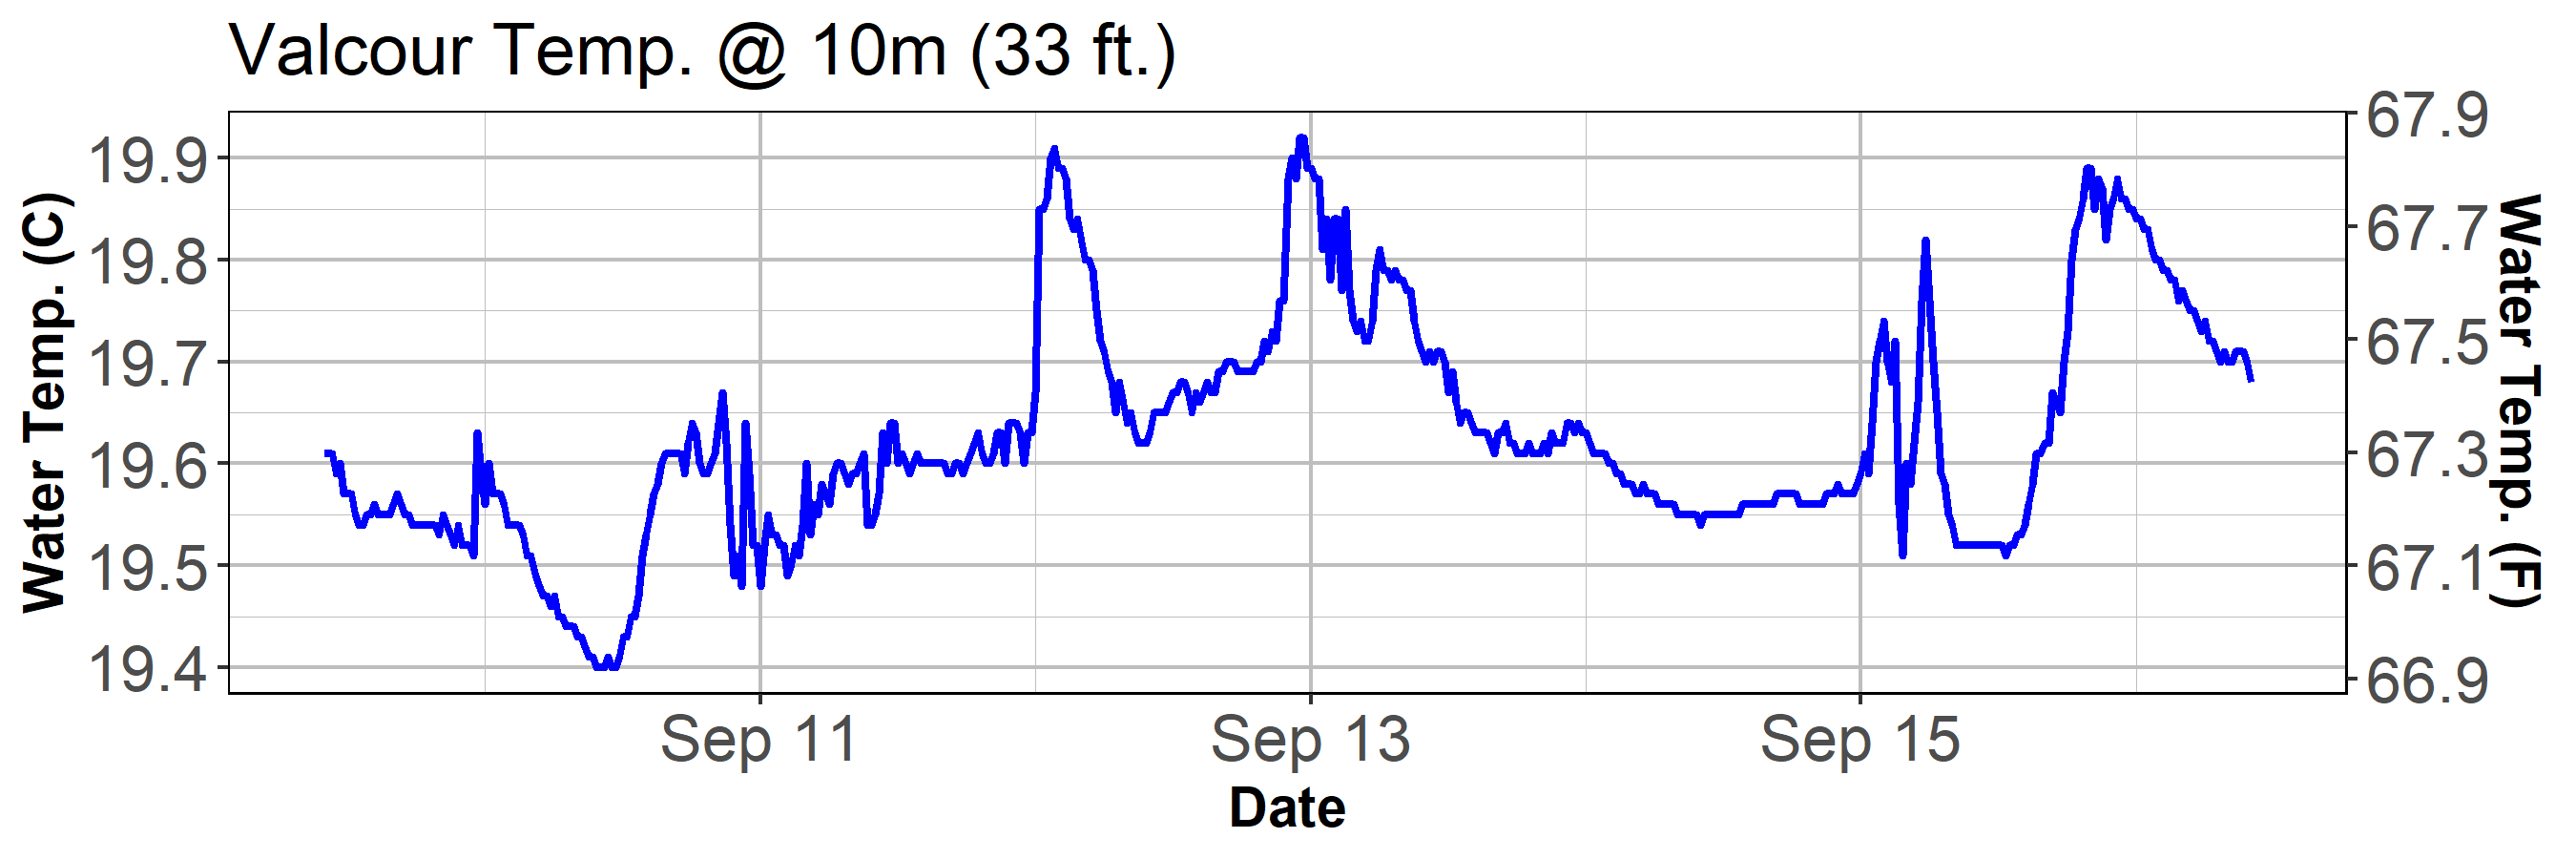 Valcour Temp. @ 10m (33 ft.)
Water Temp. (C)
19.9
19.8
19.7
19.6
19.5
19.4
67.9
67.7
67.5
67.3
67.1
66.9
Water Temp. (F)
Sep 11 Sep 13 Sep 15
Date